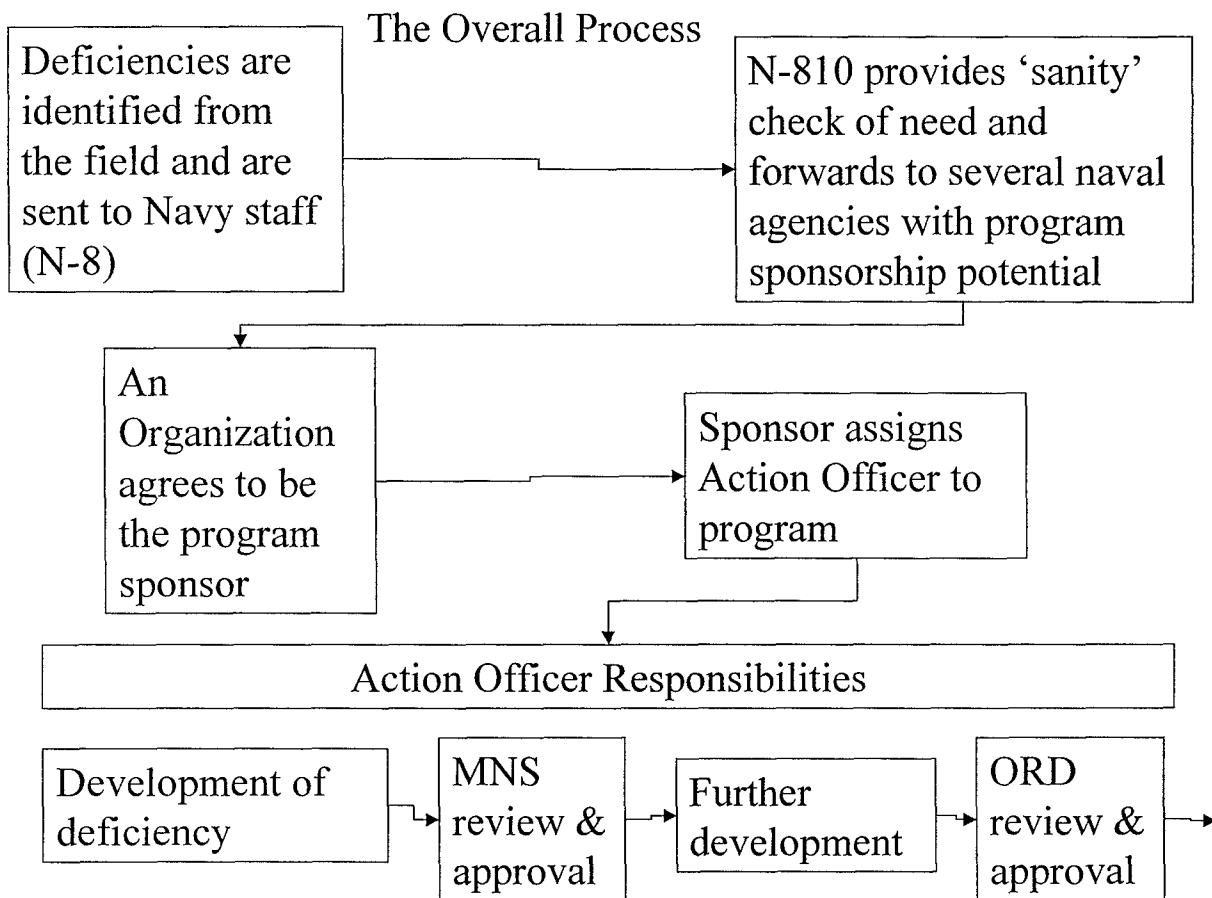 The Overall Process
Deficiencies are
identified from
the field and are
sent to Navy staff
(N-8)
N-810 provides ‘sanity’
check of need and
forwards to several naval
agencies with program
sponsorship potential
An
Organization
agrees to be
the program
sponsor
Sponsor assigns
Action Officer to
program
Action Officer Responsibilities
Development of
deficiency
MNS
review &
approval
Further
development
ORD
review &
approval